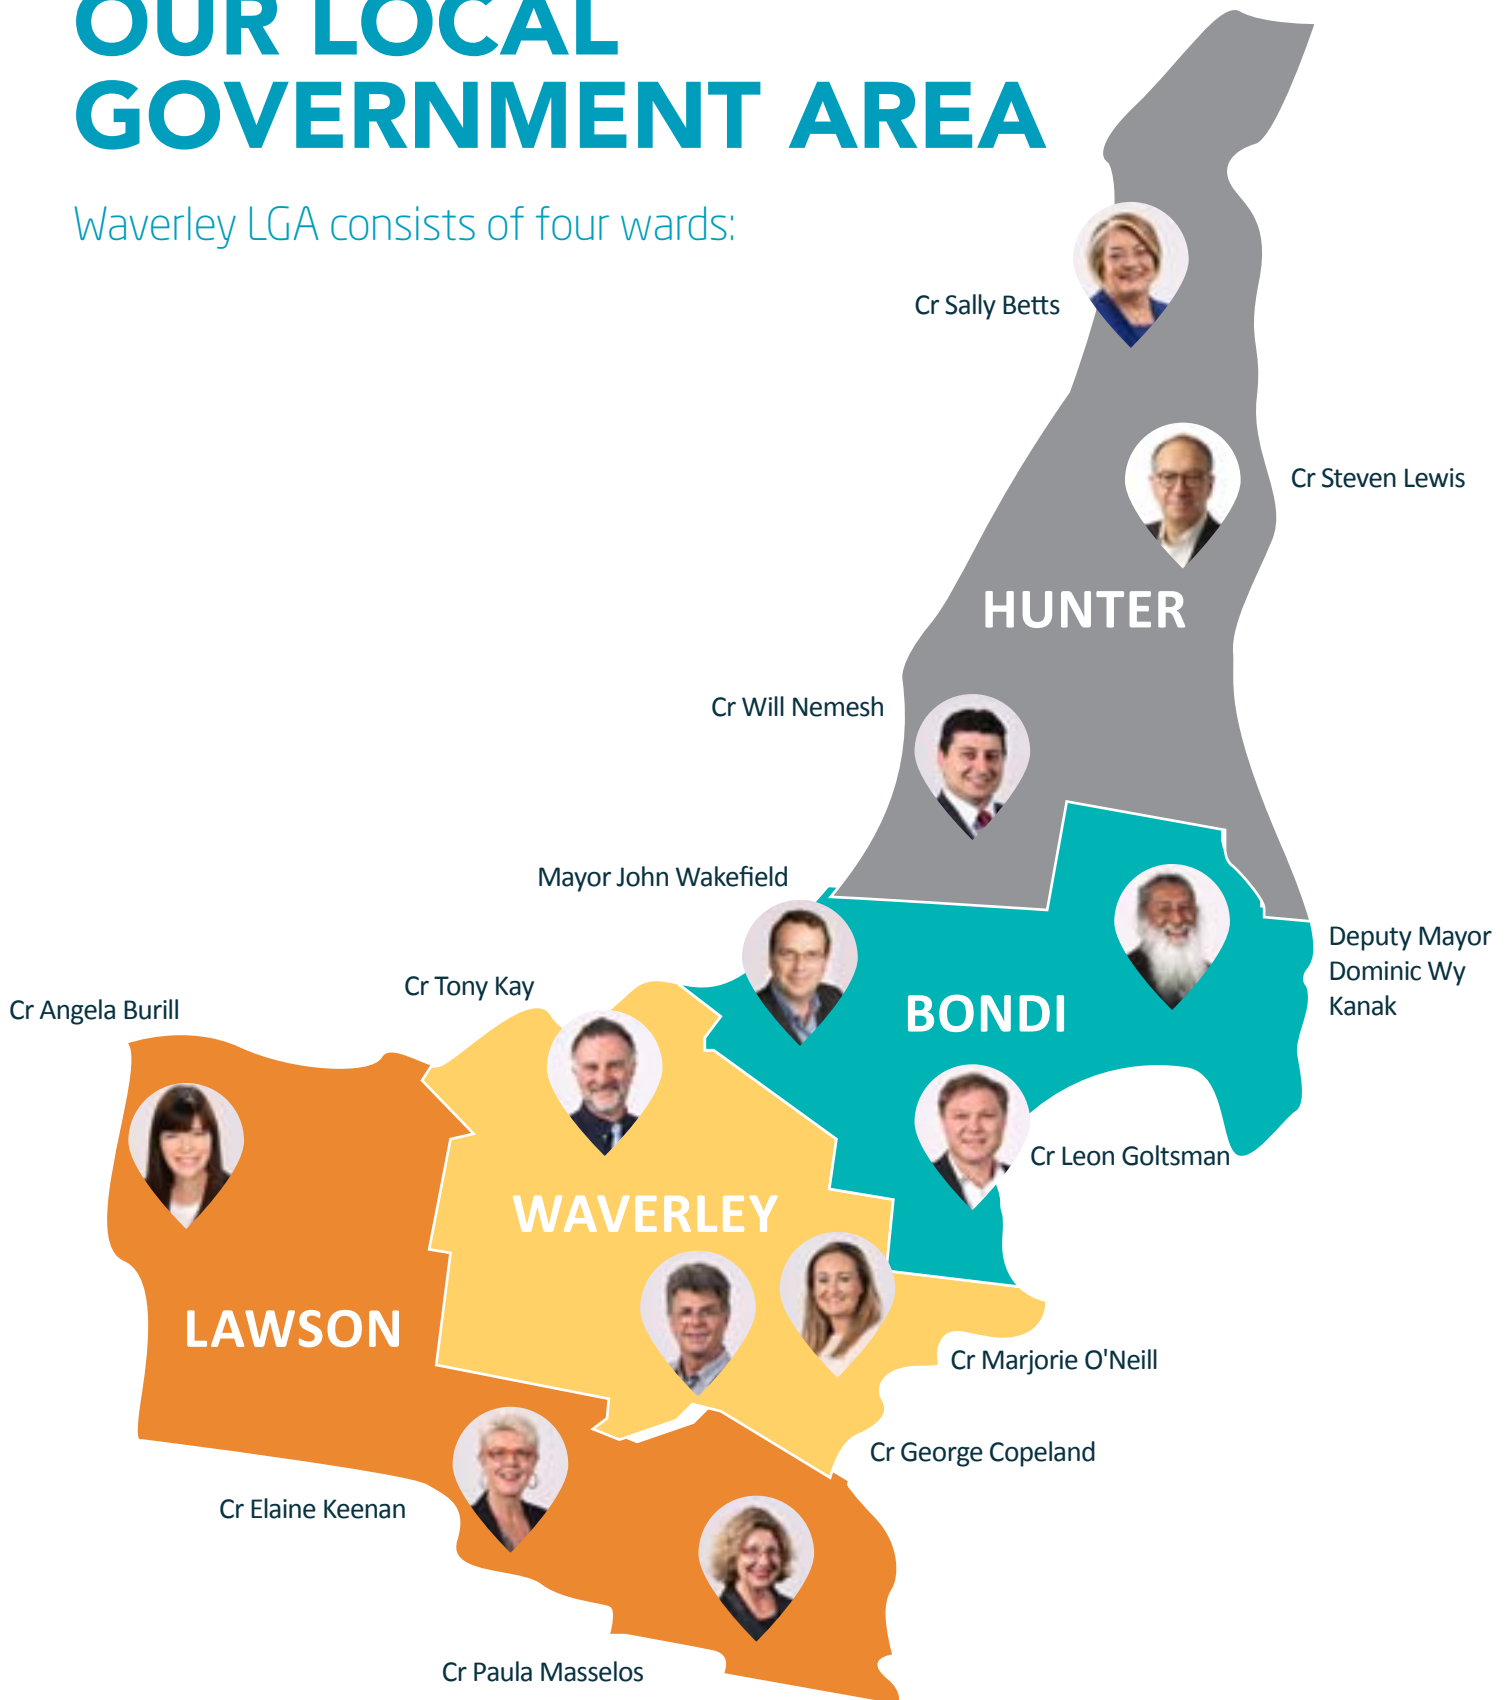 OUR LOCAL
GOVERNMENT AREA
Waverley LGA consists of four wards:
Cr Sally Betts
Cr Steven Lewis
HUNTER
Cr Will Nemesh
Mayor John Wakefield
Deputy Mayor
Dominic Wy
Kanak
Cr Tony Kay
Cr Angela Burill
BONDI
Cr Leon Goltsman
WAVERLEY
LAWSON
Cr Marjorie O'Neill
Cr George Copeland
Cr Elaine Keenan
Cr Paula Masselos